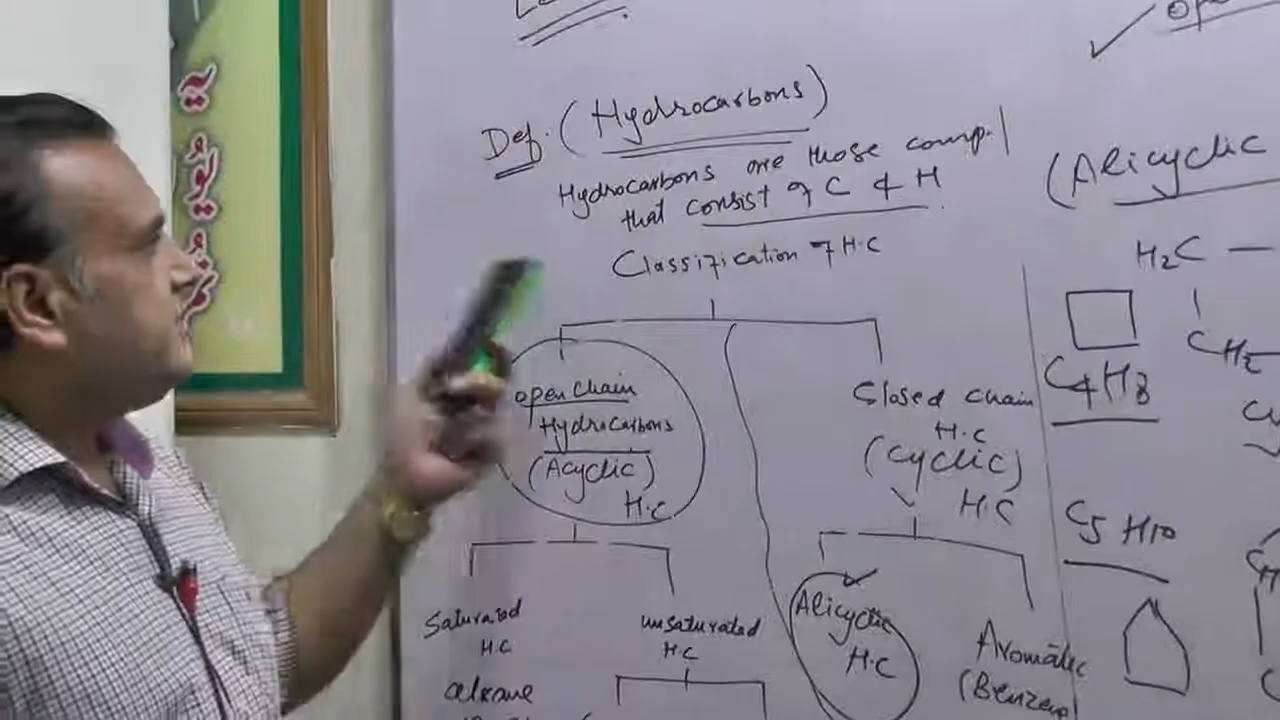 Def. (Hydrocarbons)
Hydrocarbons are those comp.
that consist of C & H
Classification of H.C
open chain
Hydrocarbons
(Acyclic)
H.C
Closed chain
H.C
(cyclic)
H.C
Saturated
H.C
alkane
unsaturated
H.C
Alicyclic
H.C
Aromatic
(Benzene)
(Alicyclic
H₂C —
CH₂
C₄H₈
C₅H₁₀